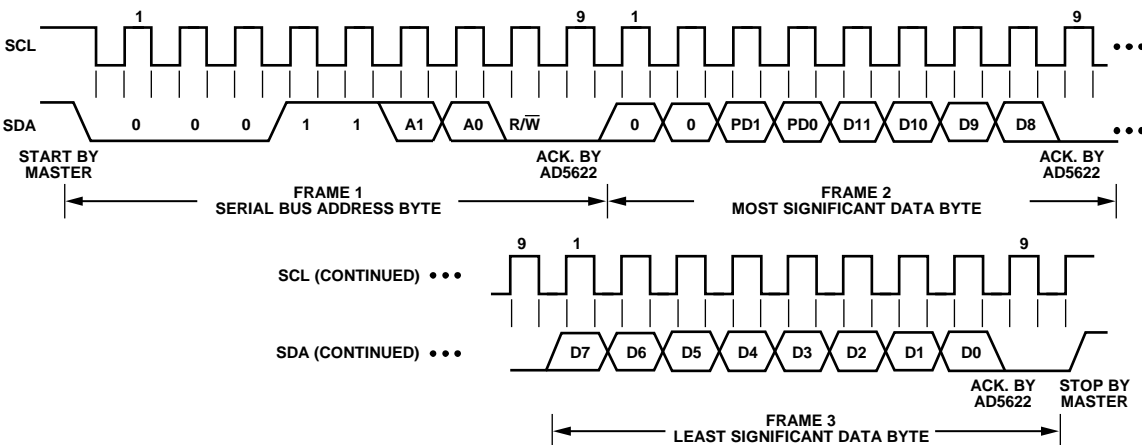 1 9 1 9
SCL •••
SDA 0 0 0 1 1 A1 A0 R/W̅ 0 0 PD1 PD0 D11 D10 D9 D8 •••
START BY
MASTER
ACK. BY
AD5622
ACK. BY
AD5622
FRAME 1
SERIAL BUS ADDRESS BYTE
FRAME 2
MOST SIGNIFICANT DATA BYTE
9 1 9
SCL (CONTINUED) •••
SDA (CONTINUED) ••• D7 D6 D5 D4 D3 D2 D1 D0
ACK. BY
AD5622
STOP BY
MASTER
FRAME 3
LEAST SIGNIFICANT DATA BYTE